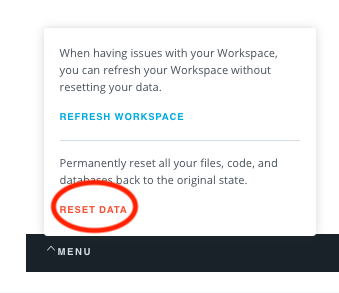 When having issues with your Workspace,
you can refresh your Workspace without
resetting your data.
REFRESH WORKSPACE
Permanently reset all your files, code, and
databases back to the original state.
RESET DATA
MENU